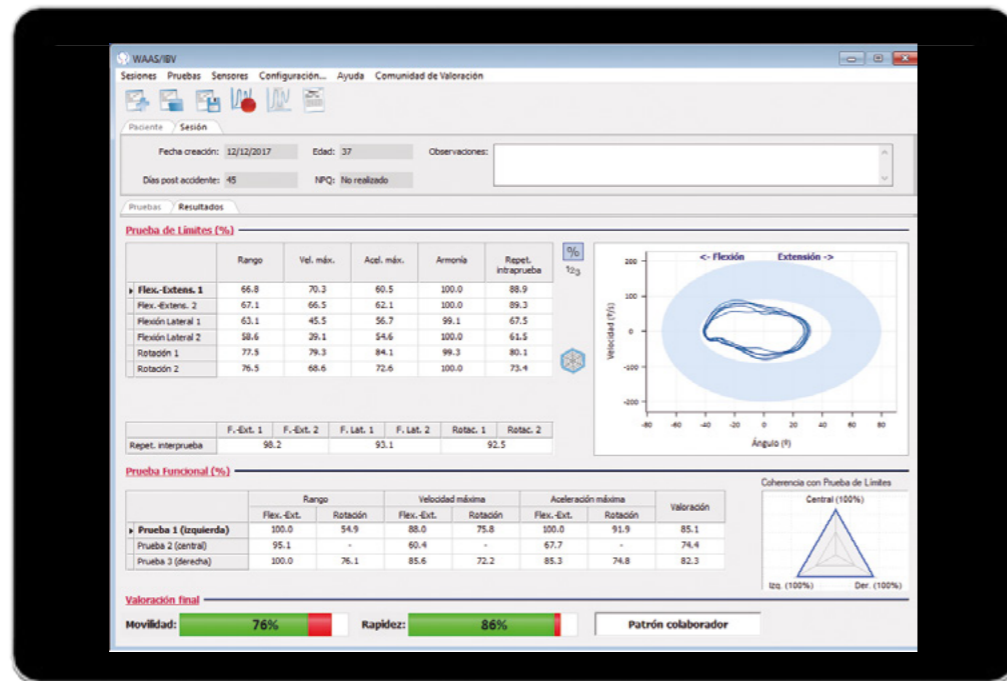 WAAS/IBV
Sesiones Pruebas Sensores Configuración... Ayuda Comunidad de Valoración
Paciente Sesión
Fecha creación: 12/12/2017 Edad: 37 Observaciones:
Días post accidente: 45 NPQ: No realizado
Pruebas Resultados
Prueba de Límites (%)
Rango Vel. máx. Acel. máx. Armonía Repet. intraprueba
Flex.-Extens. 1 66.8 70.3 60.5 100.0 88.9
Flex.-Extens. 2 67.1 66.5 62.1 100.0 89.3
Flexión Lateral 1 63.1 45.5 56.7 99.1 67.5
Flexión Lateral 2 58.6 39.1 54.6 100.0 61.5
Rotación 1 77.5 79.3 84.1 99.3 80.1
Rotación 2 76.5 68.6 72.6 100.0 73.4
%
123
<- Flexión Extensión ->
Velocidad (º/s)
200
100
0
-100
-200
-80 -60 -40 -20 0 20 40 60 80
Ángulo (º)
F.-Ext. 1 F.-Ext. 2 F. Lat. 1 F. Lat. 2 Rotac. 1 Rotac. 2
Repet. interprueba 98.2 93.1 92.5
Prueba Funcional (%)
Rango Velocidad máxima Aceleración máxima Valoración
Flex.-Ext. Rotación Flex.-Ext. Rotación Flex.-Ext. Rotación
Prueba 1 (izquierda) 100.0 54.9 88.0 75.8 100.0 91.9 85.1
Prueba 2 (central) 95.1 - 60.4 - 67.7 - 74.4
Prueba 3 (derecha) 100.0 76.1 85.6 72.2 85.3 74.8 82.3
Coherencia con Prueba de Límites
Central (100%)
Izq. (100%) Der. (100%)
Valoración final
Movilidad: 76% Rapidez: 86% Patrón colaborador